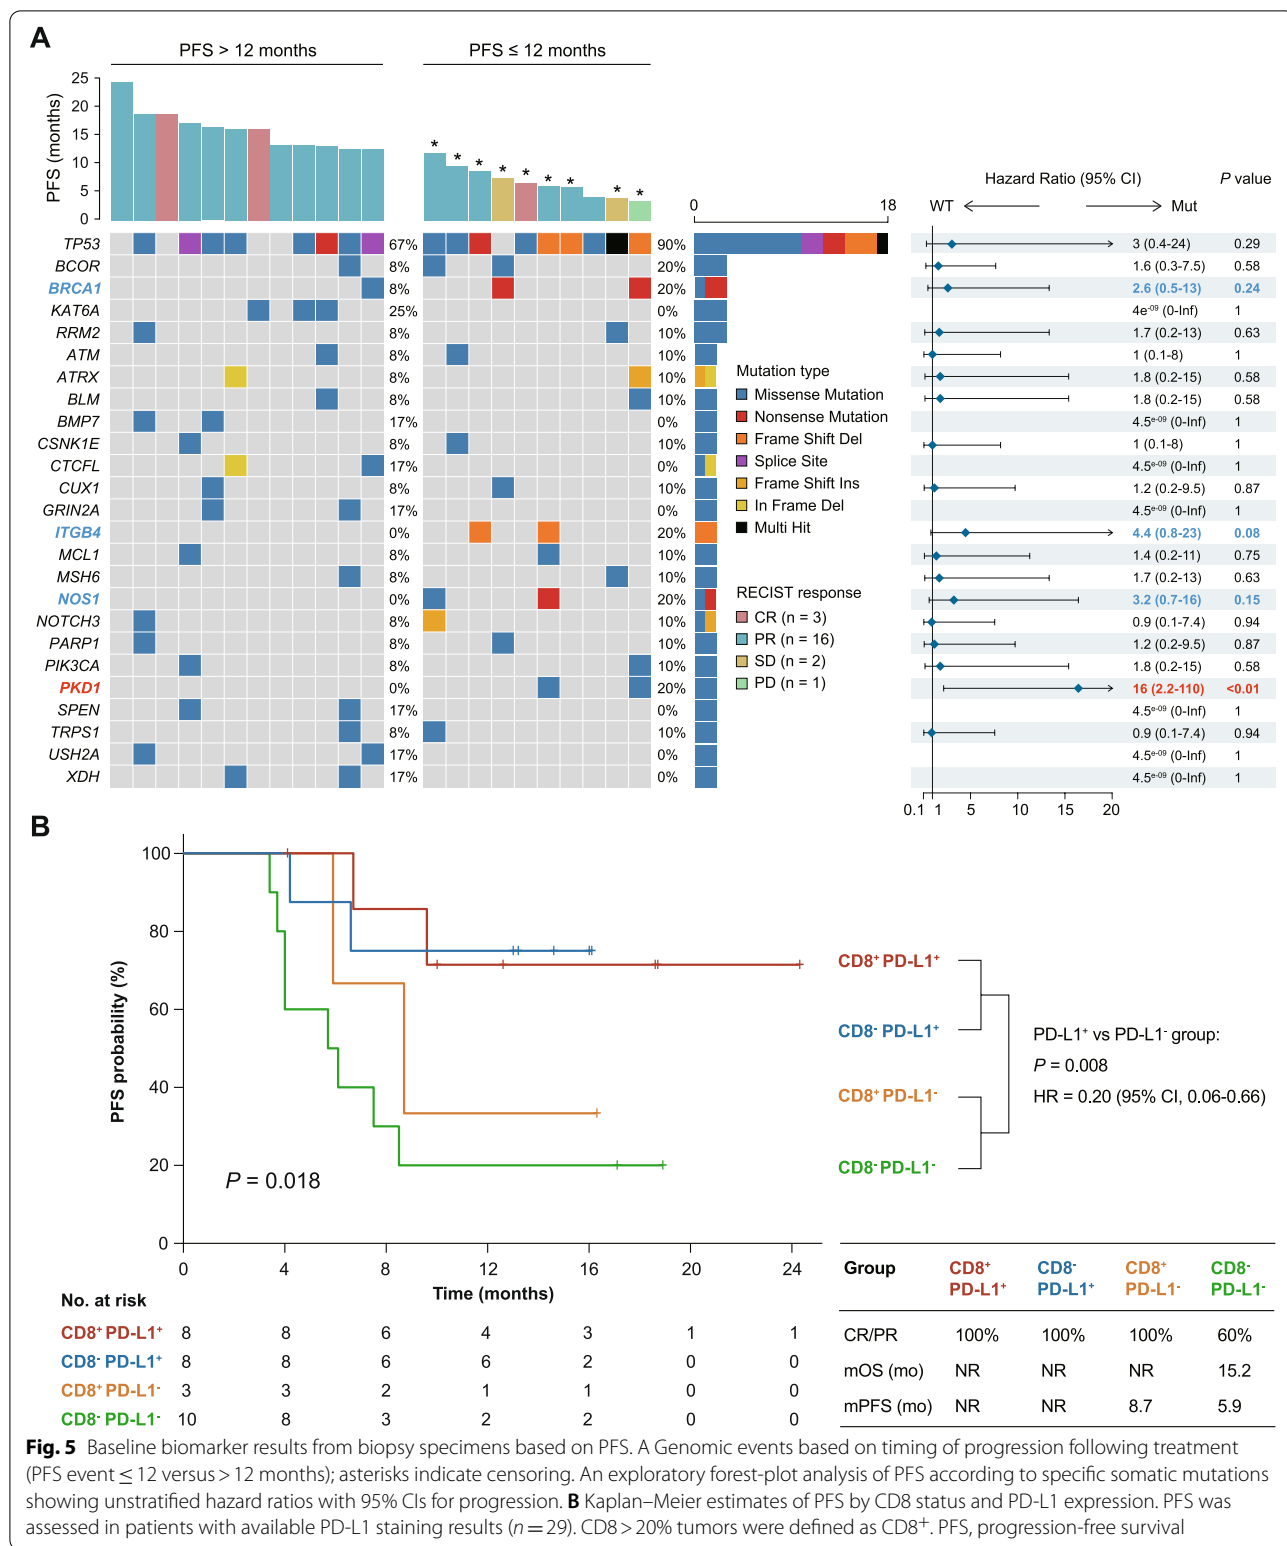 A
PFS > 12 months
PFS ≤ 12 months
PFS (months)
25
20
15
10
5
0
* * * * * * * * *
0 18
Hazard Ratio (95% CI) P value
WT Mut
TP53 67% 90% 3 (0.4-24) 0.29
BCOR 8% 20% 1.6 (0.3-7.5) 0.58
BRCA1 8% 20% 2.6 (0.5-13) 0.24
KAT6A 25% 0% 4e-09 (0-Inf) 1
RRM2 8% 10% 1.7 (0.2-13) 0.63
ATM 8% 10% 1 (0.1-8) 1
ATRX 8% 10% 1.8 (0.2-15) 0.58
BLM 8% 10% 1.8 (0.2-15) 0.58
BMP7 17% 0% 4.5e-09 (0-Inf) 1
CSNK1E 8% 10% 1 (0.1-8) 1
CTCFL 17% 0% 4.5e-09 (0-Inf) 1
CUX1 8% 10% 1.2 (0.2-9.5) 0.87
GRIN2A 17% 0% 4.5e-09 (0-Inf) 1
ITGB4 0% 20% 4.4 (0.8-23) 0.08
MCL1 8% 10% 1.4 (0.2-11) 0.75
MSH6 8% 10% 1.7 (0.2-13) 0.63
NOS1 0% 20% 3.2 (0.7-16) 0.15
NOTCH3 8% 10% 0.9 (0.1-7.4) 0.94
PARP1 8% 10% 1.2 (0.2-9.5) 0.87
PIK3CA 8% 10% 1.8 (0.2-15) 0.58
PKD1 0% 20% 16 (2.2-110) <0.01
SPEN 17% 0% 4.5e-09 (0-Inf) 1
TRPS1 8% 10% 0.9 (0.1-7.4) 0.94
USH2A 17% 0% 4.5e-09 (0-Inf) 1
XDH 17% 0% 4.5e-09 (0-Inf) 1
0.1 1 5 10 15 20
Mutation type
Missense Mutation
Nonsense Mutation
Frame Shift Del
Splice Site
Frame Shift Ins
In Frame Del
Multi Hit
RECIST response
CR (n = 3)
PR (n = 16)
SD (n = 2)
PD (n = 1)
B
PFS probability (%)
100
80
60
40
20
0
P = 0.018
0 4 8 12 16 20 24
Time (months)
CD8+ PD-L1+
CD8- PD-L1+
CD8+ PD-L1-
CD8- PD-L1-
PD-L1+ vs PD-L1- group:
P = 0.008
HR = 0.20 (95% CI, 0.06-0.66)
No. at risk
CD8+ PD-L1+ 8 8 6 4 3 1 1
CD8- PD-L1+ 8 8 6 6 2 0 0
CD8+ PD-L1- 3 3 2 1 1 0 0
CD8- PD-L1- 10 8 3 2 2 0 0
Group CD8+ PD-L1+ CD8- PD-L1+ CD8+ PD-L1- CD8- PD-L1-
CR/PR 100% 100% 100% 60%
mOS (mo) NR NR NR 15.2
mPFS (mo) NR NR 8.7 5.9
Fig. 5 Baseline biomarker results from biopsy specimens based on PFS. A Genomic events based on timing of progression following treatment
(PFS event ≤ 12 versus > 12 months); asterisks indicate censoring. An exploratory forest-plot analysis of PFS according to specific somatic mutations
showing unstratified hazard ratios with 95% CIs for progression. B Kaplan–Meier estimates of PFS by CD8 status and PD-L1 expression. PFS was
assessed in patients with available PD-L1 staining results (n = 29). CD8 > 20% tumors were defined as CD8+. PFS, progression-free survival